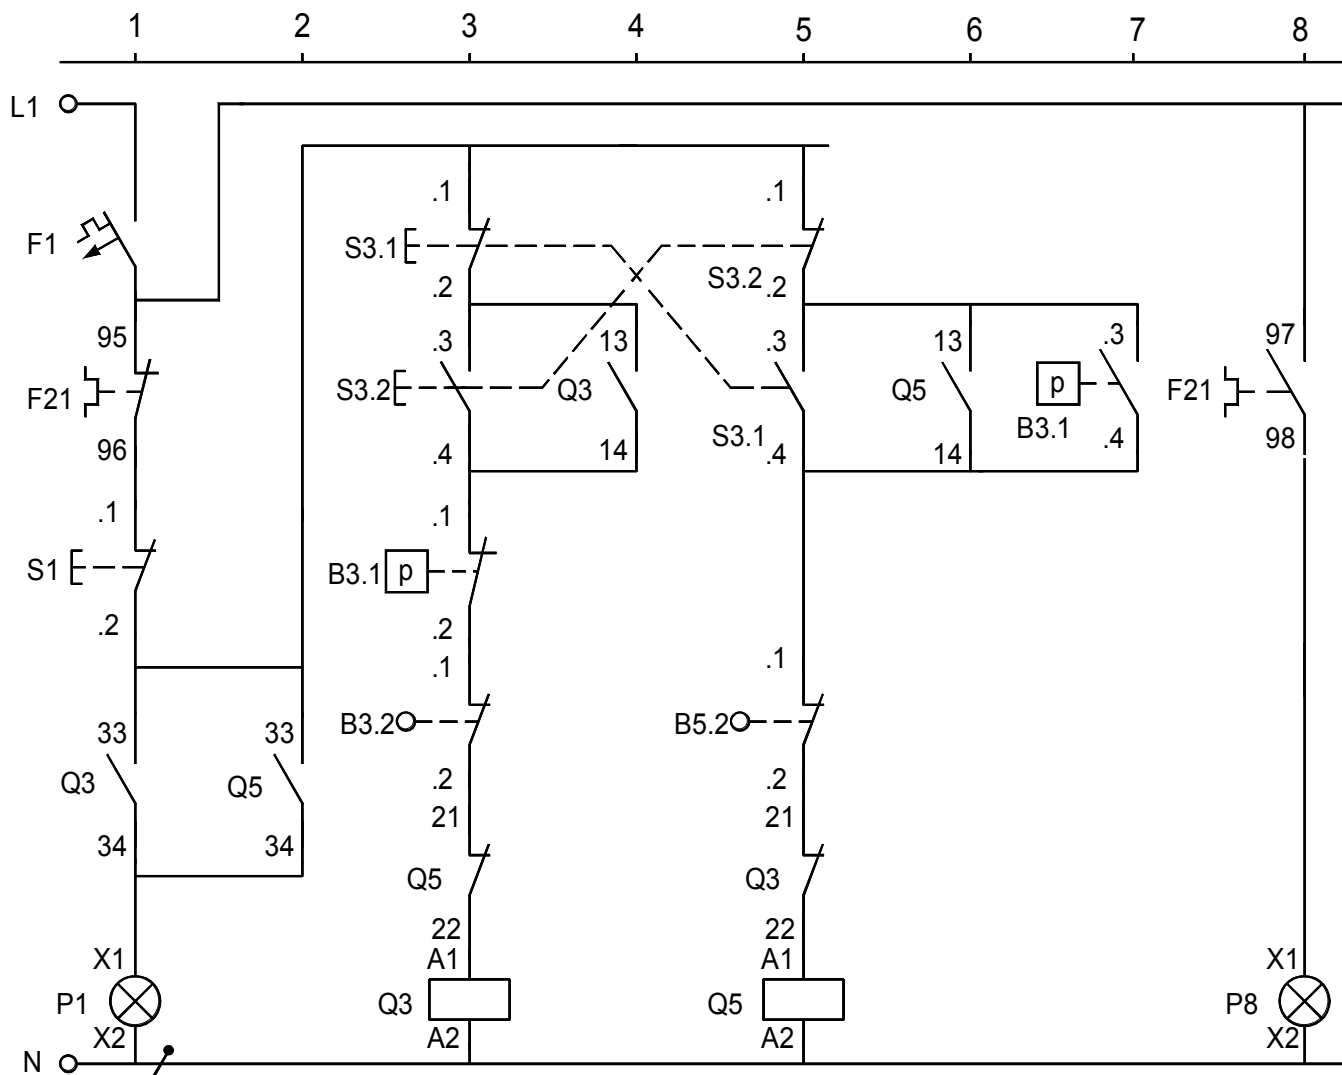 1 2 3 4 5 6 7 8
L1
.1 .1
F1 S3.1
S3.2
.2 .2
95 .3 13 .3 13 .3 97
F21 S3.2 Q3 Q5 p F21
S3.1 B3.1
96 .4 14 .4 14 .4 98
.1 .1
S1 B3.1 p
.2 .2
.1 .1
33 33 B3.2 B5.2
Q3 Q5 .2 .2
21 21
34 34
Q5 Q3
22 22
X1 A1 A1 X1
P1 Q3 Q5 P8
X2 A2 A2 X2
N